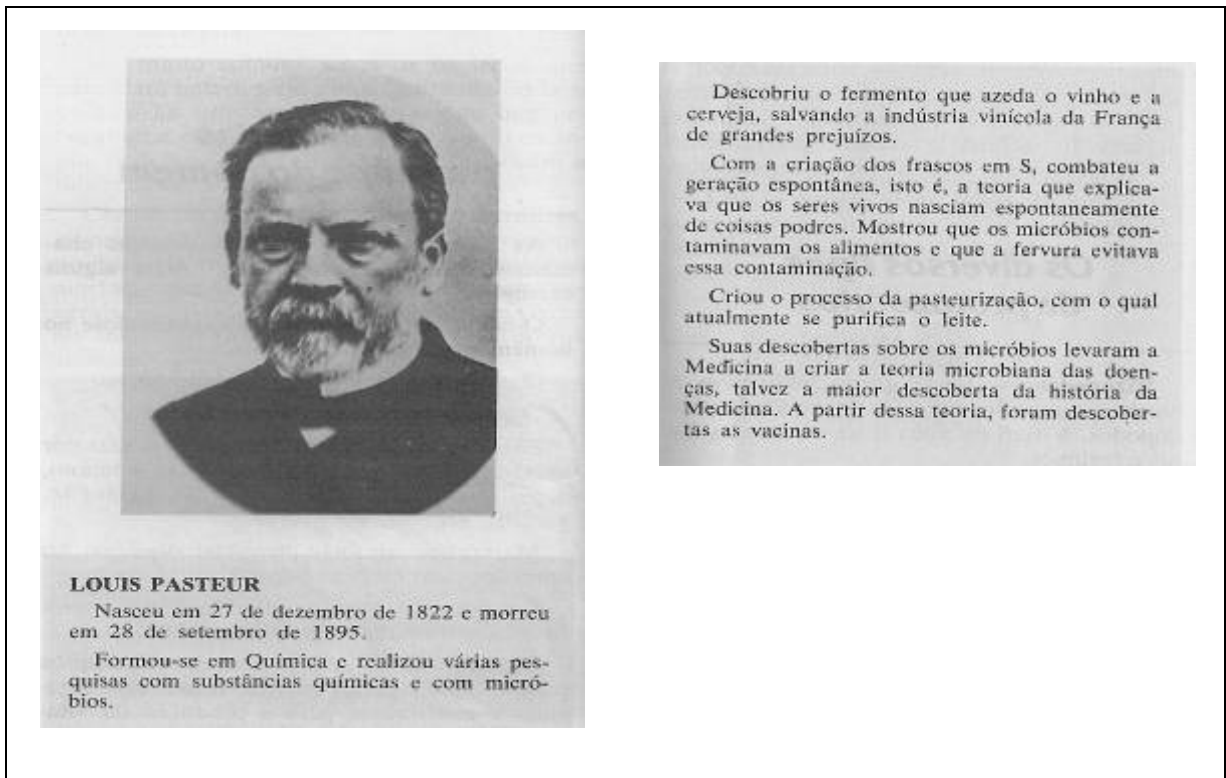 LOUIS PASTEUR
Nasceu em 27 de dezembro de 1822 e morreu
em 28 de setembro de 1895.
Formou-se em Química e realizou várias pes-
quisas com substâncias químicas e com micró-
bios.
Descobriu o fermento que azeda o vinho e a
cerveja, salvando a indústria vinícola da França
de grandes prejuízos.
Com a criação dos frascos em S, combateu a
geração espontânea, isto é, a teoria que explica-
va que os seres vivos nasciam espontaneamente
de coisas podres. Mostrou que os micróbios con-
taminavam os alimentos e que a fervura evitava
essa contaminação.
Criou o processo da pasteurização, com o qual
atualmente se purifica o leite.
Suas descobertas sobre os micróbios levaram a
Medicina a criar a teoria microbiana das doen-
ças, talvez a maior descoberta da história da
Medicina. A partir dessa teoria, foram descober-
tas as vacinas.